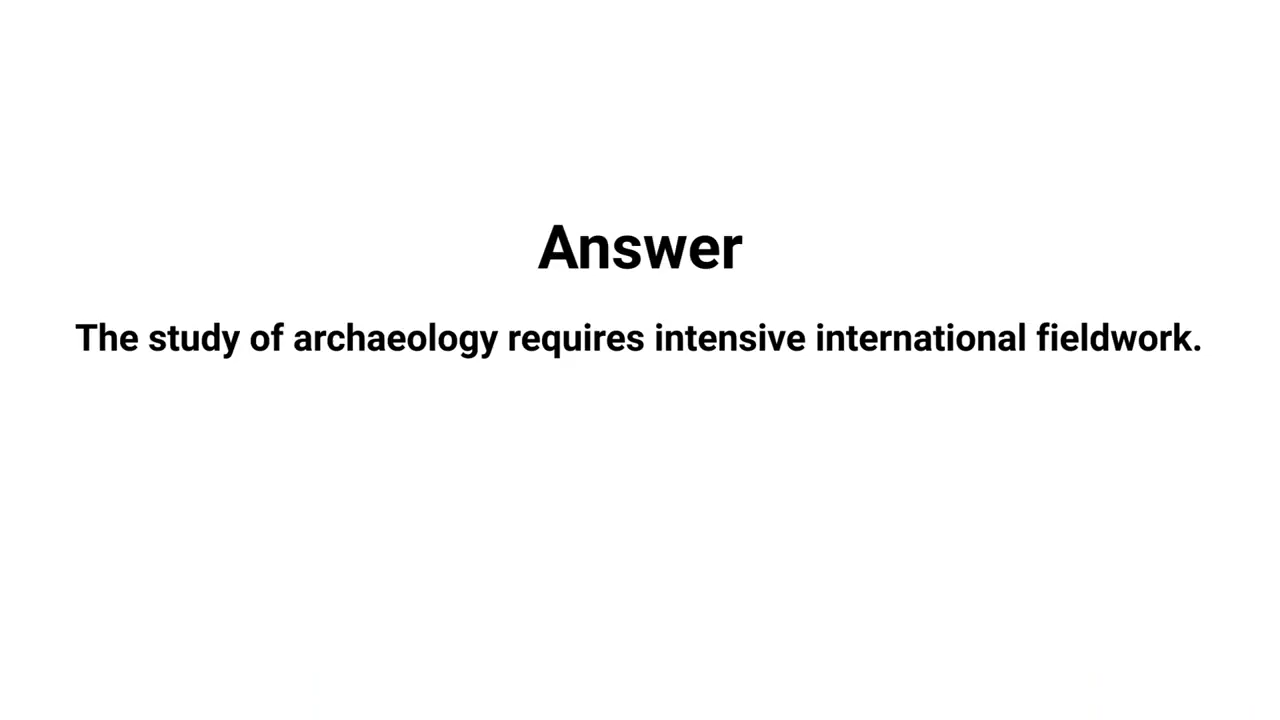 Answer
The study of archaeology requires intensive international fieldwork.